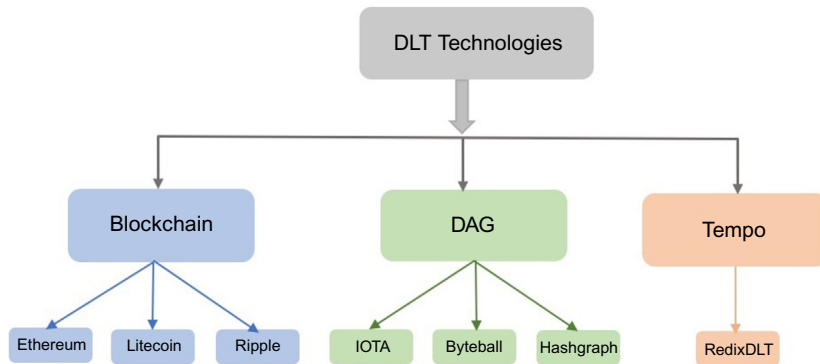 DLT Technologies
Blockchain
DAG
Tempo
Ethereum
Litecoin
Ripple
IOTA
Byteball
Hashgraph
RedixDLT